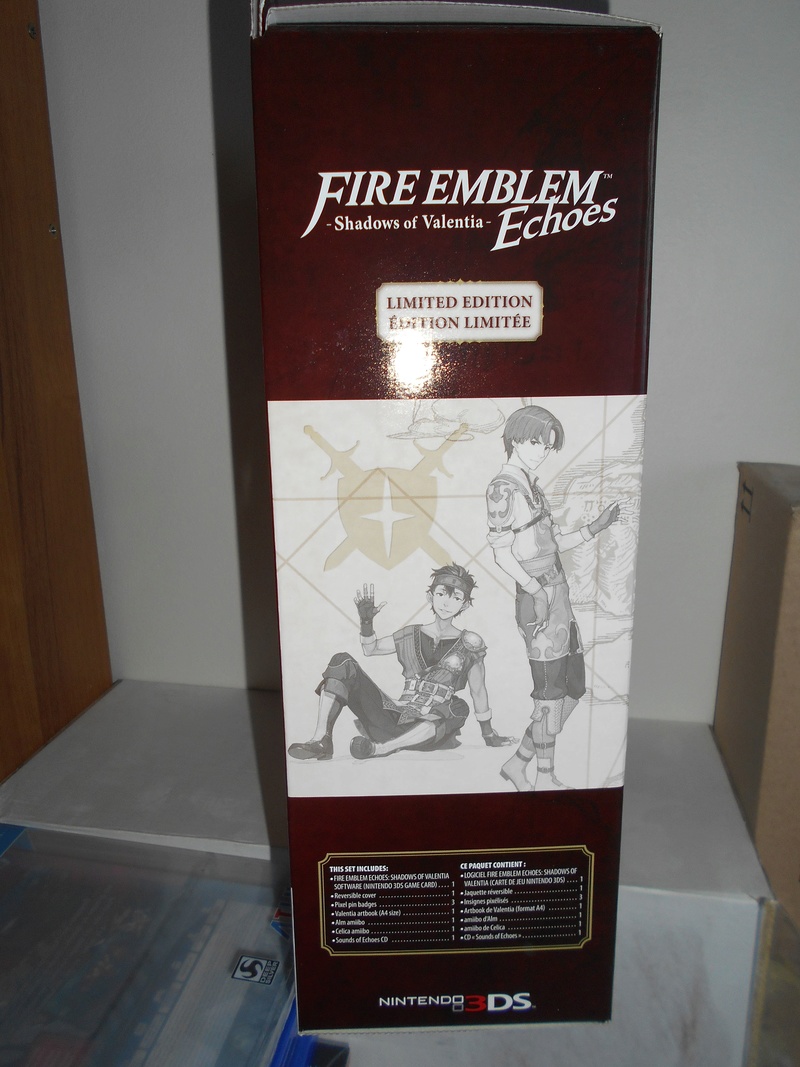 FIRE EMBLEM™
- Shadows of Valentia - Echoes
LIMITED EDITION
ÉDITION LIMITÉE
THIS SET INCLUDES:
• FIRE EMBLEM ECHOES: SHADOWS OF VALENTIA
SOFTWARE (NINTENDO 3DS GAME CARD) .... 1
• Reversible cover .......................... 1
• Pixel pin badges .......................... 3
• Valentia artbook (A4 size) ................ 1
• Alm amiibo ................................ 1
• Celica amiibo ............................. 1
• Sounds of Echoes CD ....................... 1
CE PAQUET CONTIENT :
• LOGICIEL FIRE EMBLEM ECHOES: SHADOWS OF
VALENTIA (CARTE DE JEU NINTENDO 3DS) .... 1
• Jaquette réversible ....................... 1
• Insignes pixélisés ........................ 3
• Artbook de Valentia (format A4) ........... 1
• amiibo d'Alm .............................. 1
• amiibo de Celica .......................... 1
• CD « Sounds of Echoes » ................... 1
NINTENDO 3DS™